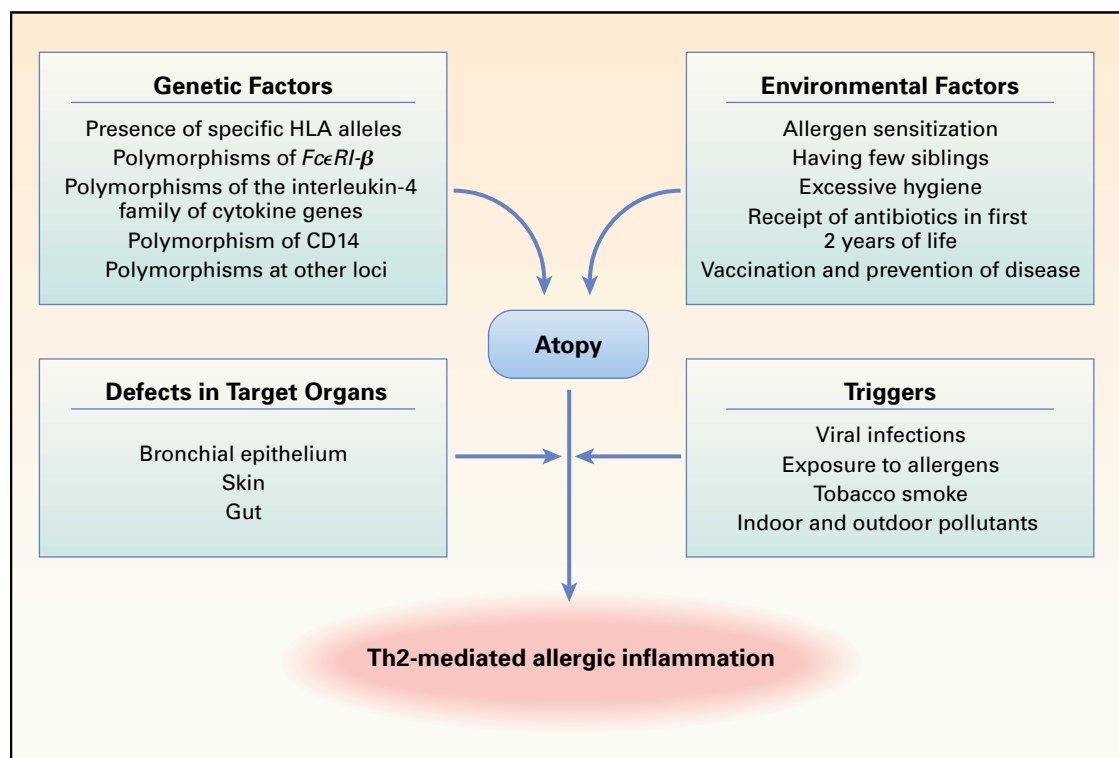 Genetic Factors
Presence of specific HLA alleles
Polymorphisms of FcϵRI-β
Polymorphisms of the interleukin-4
family of cytokine genes
Polymorphism of CD14
Polymorphisms at other loci
Environmental Factors
Allergen sensitization
Having few siblings
Excessive hygiene
Receipt of antibiotics in first
2 years of life
Vaccination and prevention of disease
Atopy
Defects in Target Organs
Bronchial epithelium
Skin
Gut
Triggers
Viral infections
Exposure to allergens
Tobacco smoke
Indoor and outdoor pollutants
Th2-mediated allergic inflammation